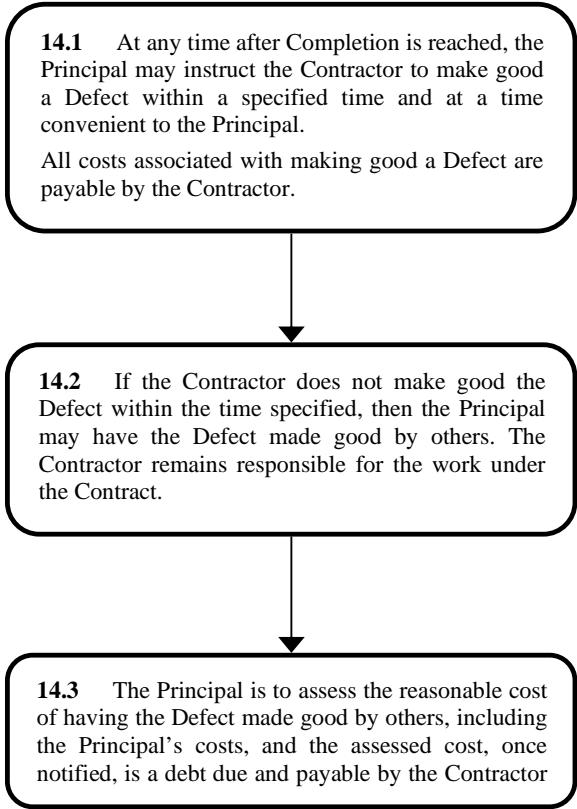 14.1 At any time after Completion is reached, the
Principal may instruct the Contractor to make good
a Defect within a specified time and at a time
convenient to the Principal.
All costs associated with making good a Defect are
payable by the Contractor.
14.2 If the Contractor does not make good the
Defect within the time specified, then the Principal
may have the Defect made good by others. The
Contractor remains responsible for the work under
the Contract.
14.3 The Principal is to assess the reasonable cost
of having the Defect made good by others, including
the Principal’s costs, and the assessed cost, once
notified, is a debt due and payable by the Contractor